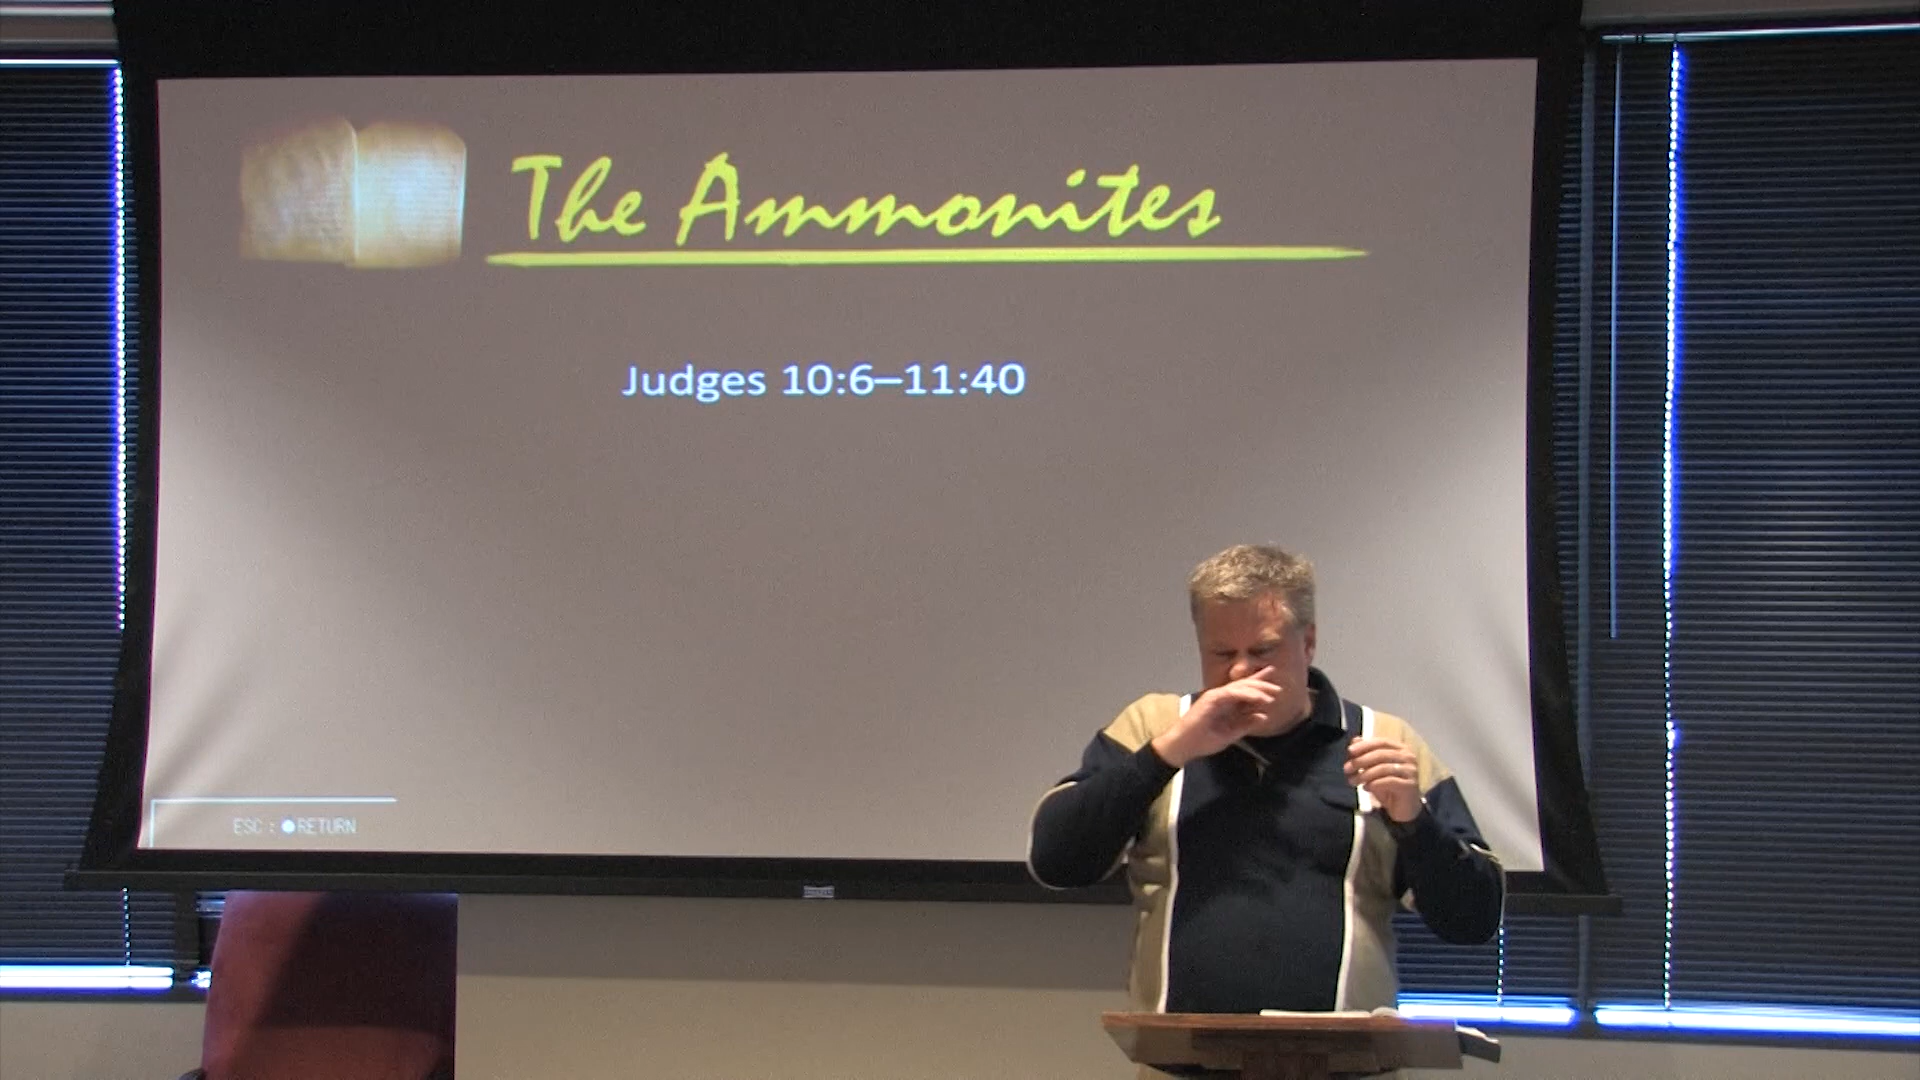 The Ammonites
Judges 10:6–11:40
ESC : ●RETURN